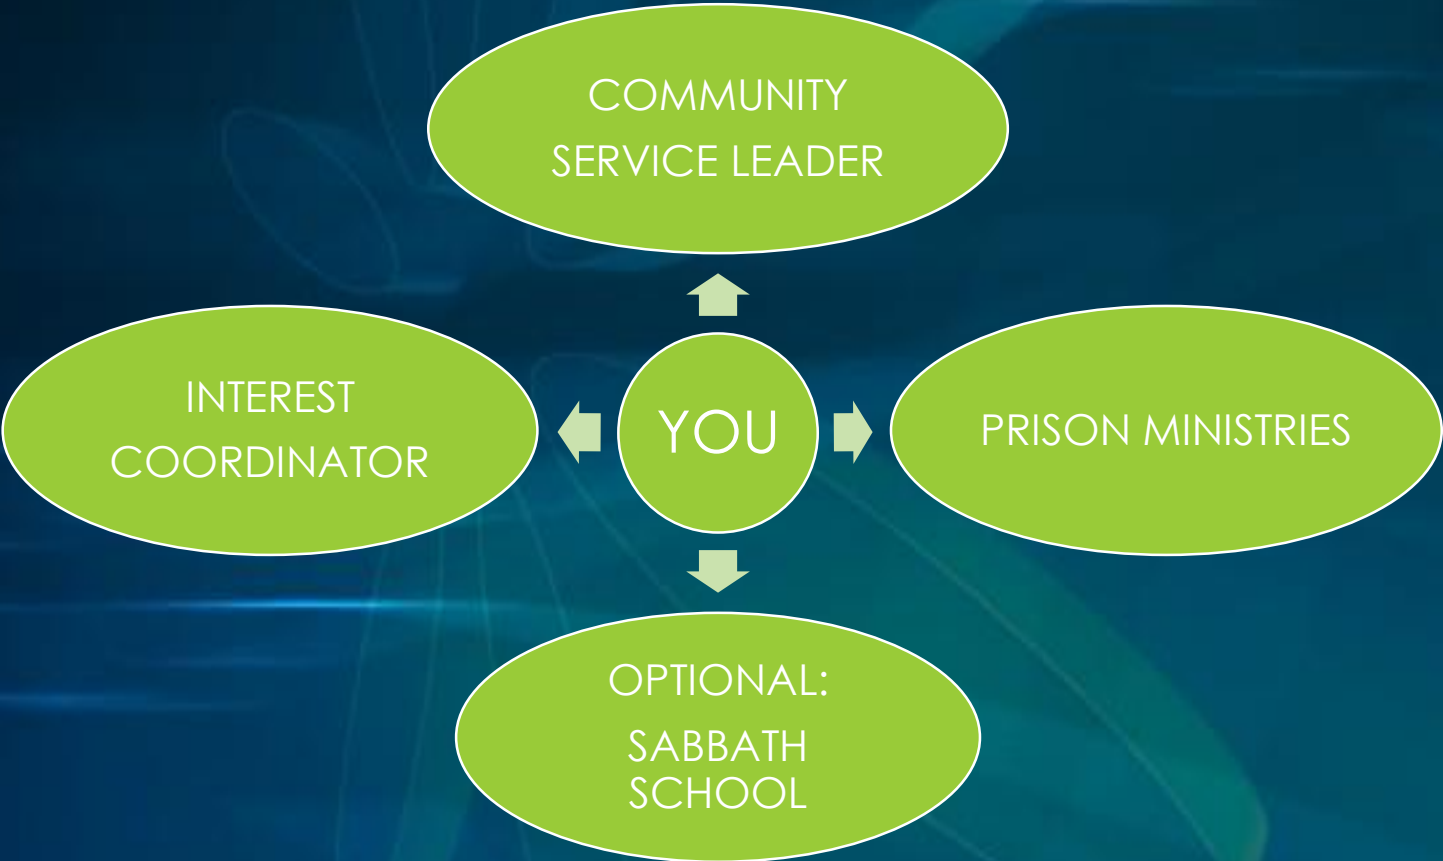 COMMUNITY
SERVICE LEADER
INTEREST
COORDINATOR
YOU
PRISON MINISTRIES
OPTIONAL:
SABBATH
SCHOOL